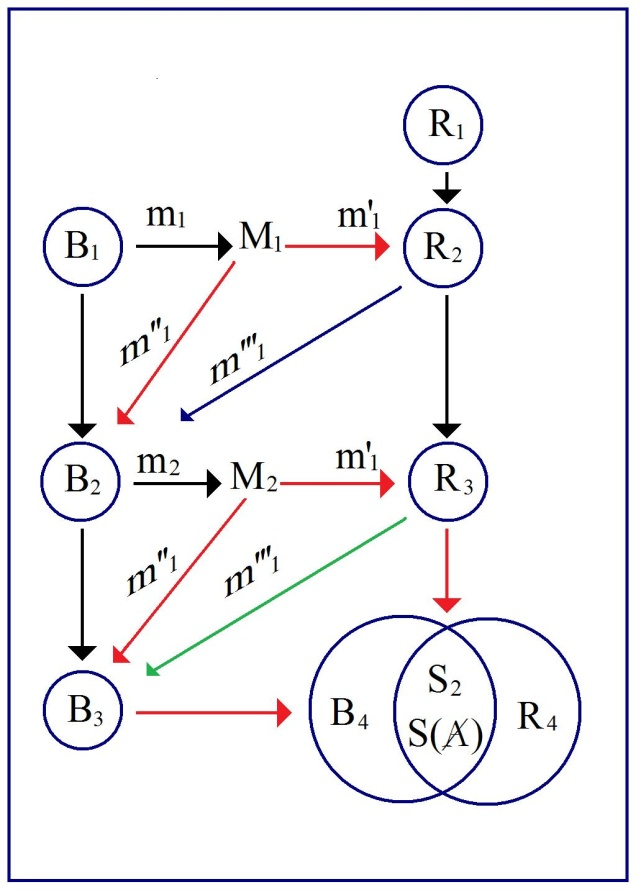 R₁
m₁ m'₁
B₁ M₁ R₂
m''₁ m'''₁
m₂ m'₁
B₂ M₂ R₃
m''₁ m'''₁
S₂
B₃ B₄ R₄
S(A̸)